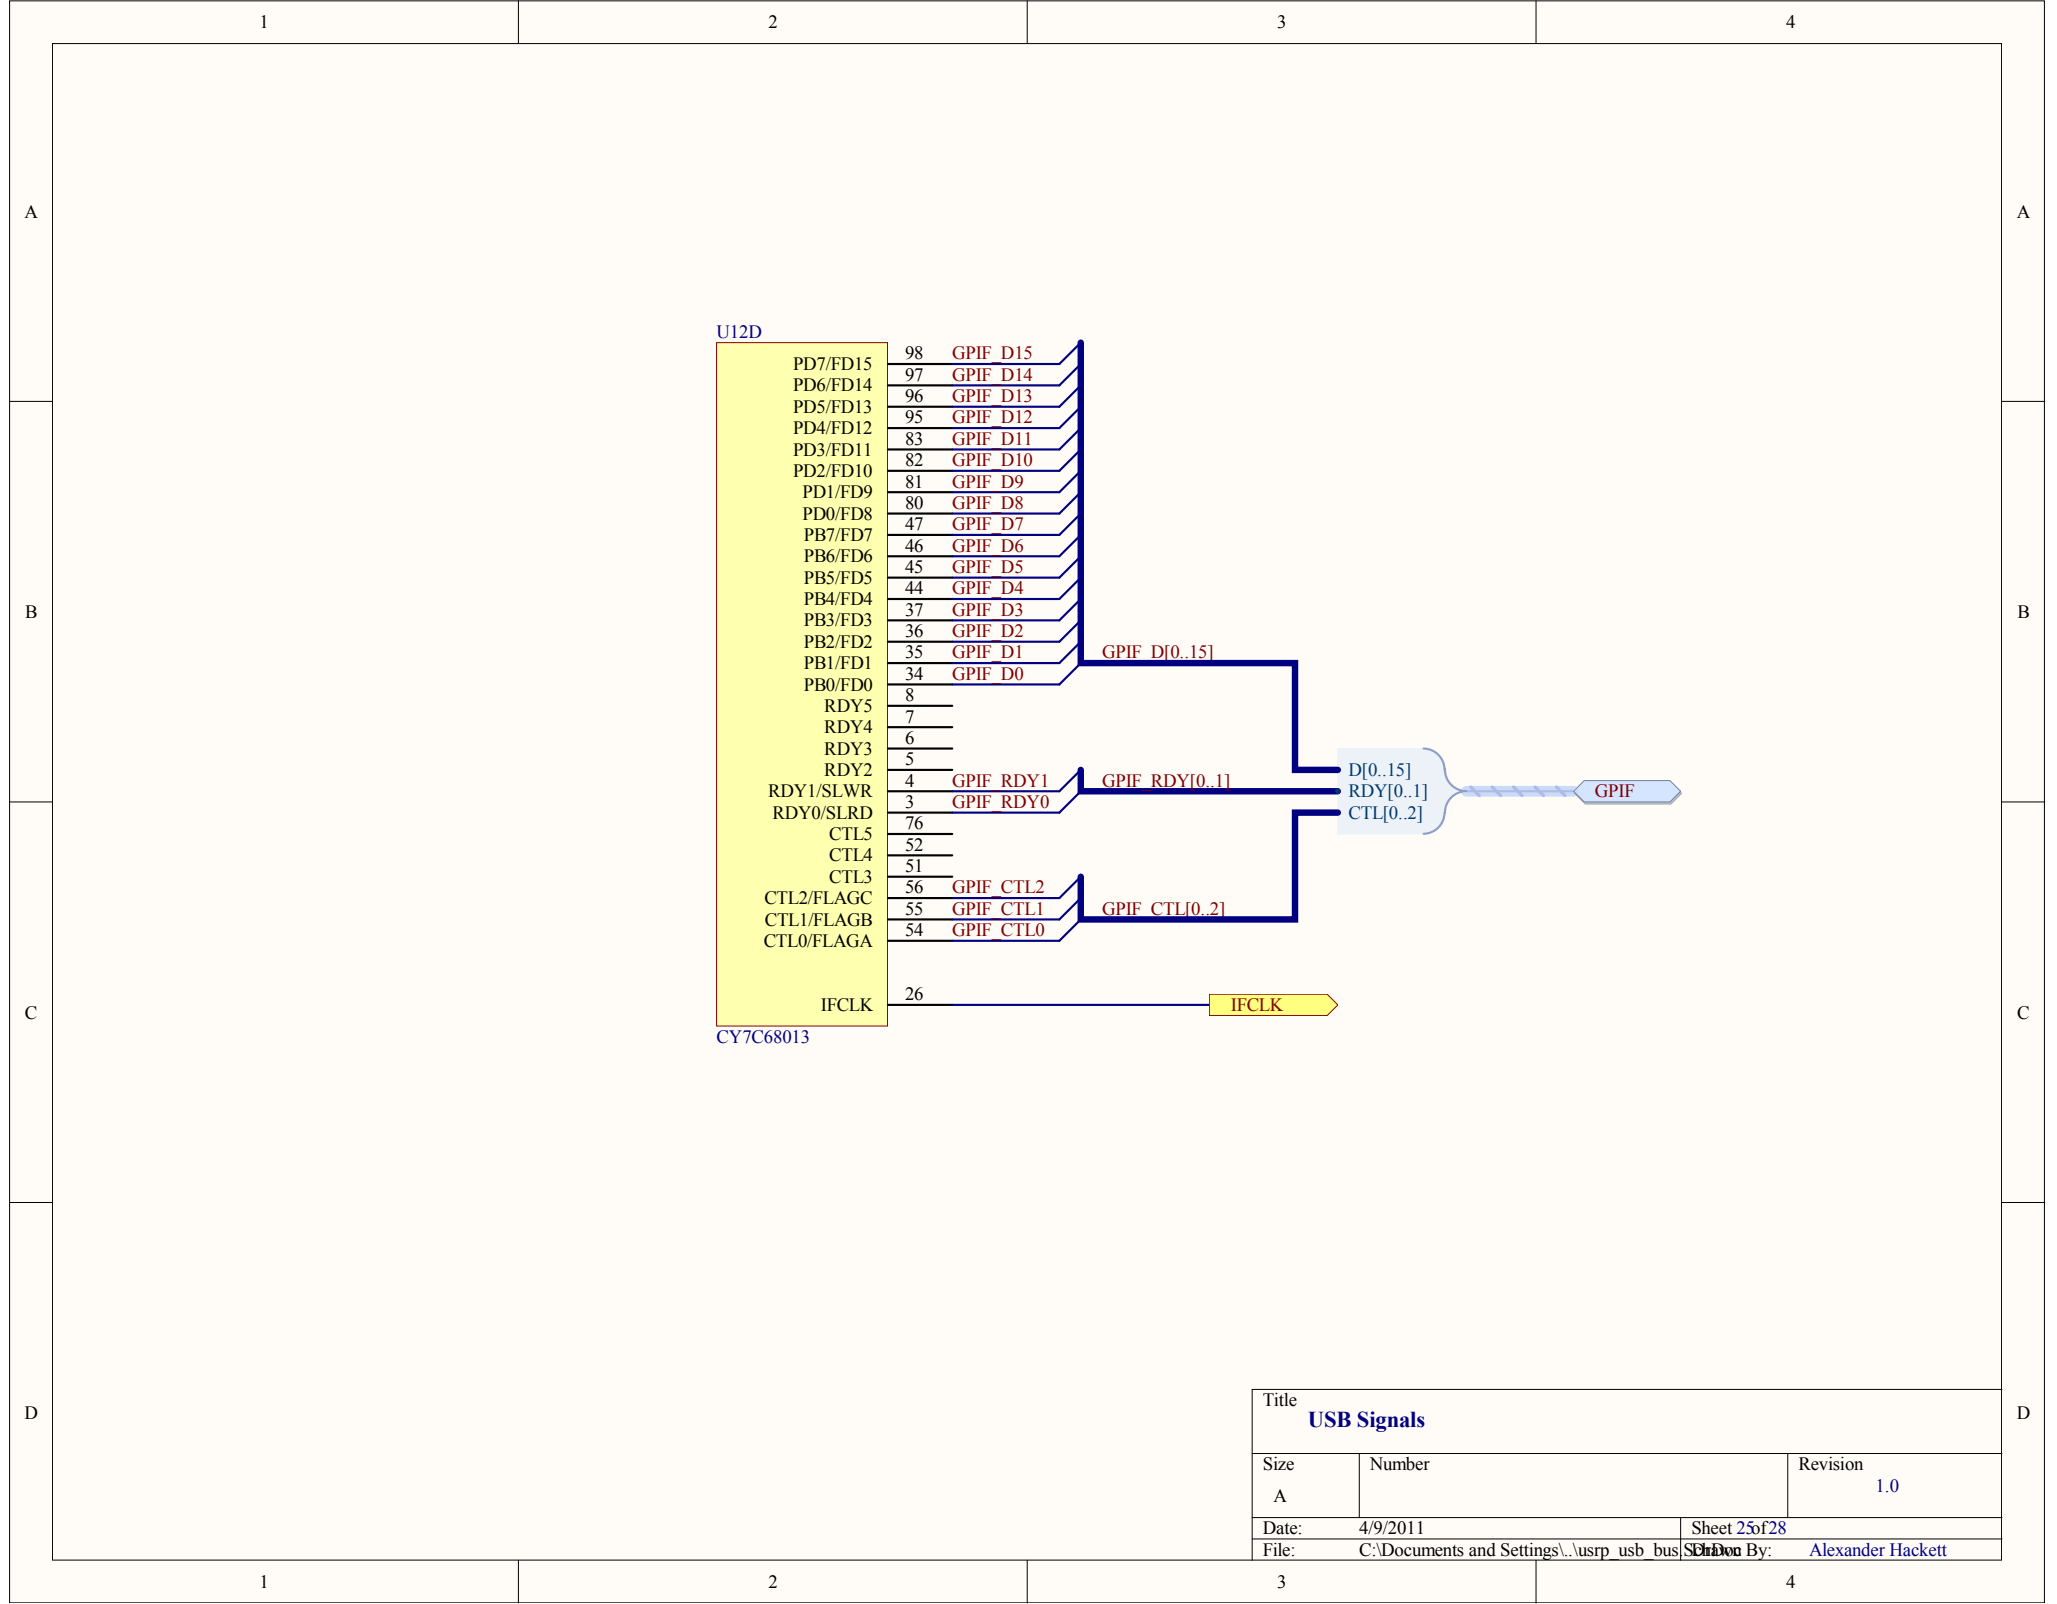 1 2 3 4
A A
U12D
PD7/FD15 98 GPIF_D15
PD6/FD14 97 GPIF_D14
PD5/FD13 96 GPIF_D13
PD4/FD12 95 GPIF_D12
PD3/FD11 83 GPIF_D11
PD2/FD10 82 GPIF_D10
PD1/FD9 81 GPIF_D9
PD0/FD8 80 GPIF_D8
PB7/FD7 47 GPIF_D7
PB6/FD6 46 GPIF_D6
PB5/FD5 45 GPIF_D5
PB4/FD4 44 GPIF_D4
B B
PB3/FD3 37 GPIF_D3
PB2/FD2 36 GPIF_D2
PB1/FD1 35 GPIF_D1 GPIF_D[0..15]
PB0/FD0 34 GPIF_D0
RDY5 8
RDY4 7
RDY3 6
RDY2 5 D[0..15]
RDY1/SLWR 4 GPIF_RDY1 GPIF_RDY[0..1] RDY[0..1] GPIF
RDY0/SLRD 3 GPIF_RDY0 CTL[0..2]
CTL5 76
CTL4 52
CTL3 51
CTL2/FLAGC 56 GPIF_CTL2
CTL1/FLAGB 55 GPIF_CTL1 GPIF_CTL[0..2]
CTL0/FLAGA 54 GPIF_CTL0
IFCLK 26 IFCLK
C C
CY7C68013
D D
Title
USB Signals
Size Number Revision
A 1.0
Date: 4/9/2011 Sheet 25 of 28
File: C:\Documents and Settings\..\usrp_usb_bus.SchDoc Drawn By: Alexander Hackett
1 2 3 4